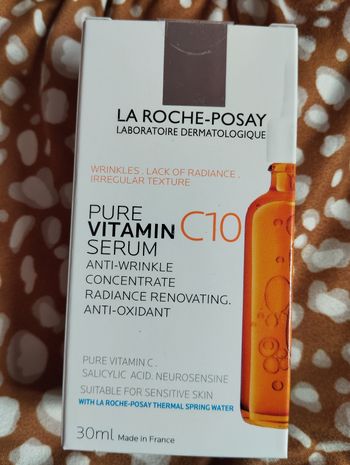 LA ROCHE-POSAY
LABORATOIRE DERMATOLOGIQUE
WRINKLES . LACK OF RADIANCE .
IRREGULAR TEXTURE
PURE
VITAMIN C10
SERUM
ANTI-WRINKLE
CONCENTRATE
RADIANCE RENOVATING.
ANTI-OXIDANT
PURE VITAMIN C .
SALICYLIC ACID. NEUROSENSINE
SUITABLE FOR SENSITIVE SKIN
WITH LA ROCHE-POSAY THERMAL SPRING WATER
30ml Made in France